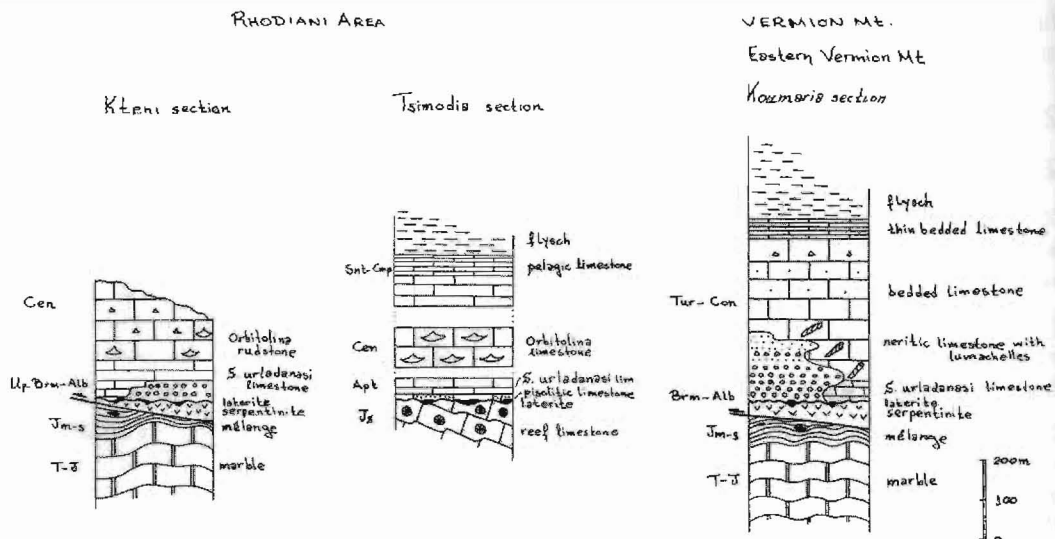 RHODIANI AREA
VERMION Mt.
Eastern Vermion Mt
Kteni section
Tsimodia section
Koumaria section
Cen
Orbitolina
rudstone
S. urladanasi
limestone
Up. Brm-Alb
laterite
serpentinite
Jm-s
mélange
T-J
marble
flysch
Snt-Cmp
pelagic limestone
Cen
Orbitolina
limestone
Apt
S. urladanasi lim
pisolitic limestone
laterite
Js
reef limestone
flysch
thin bedded limestone
Tur-Con
bedded limestone
neritic limestone with
lumachelles
S. urladanasi limestone
Brm-Alb
laterite
serpentinite
Jm-s
mélange
T-J
marble
200m
100